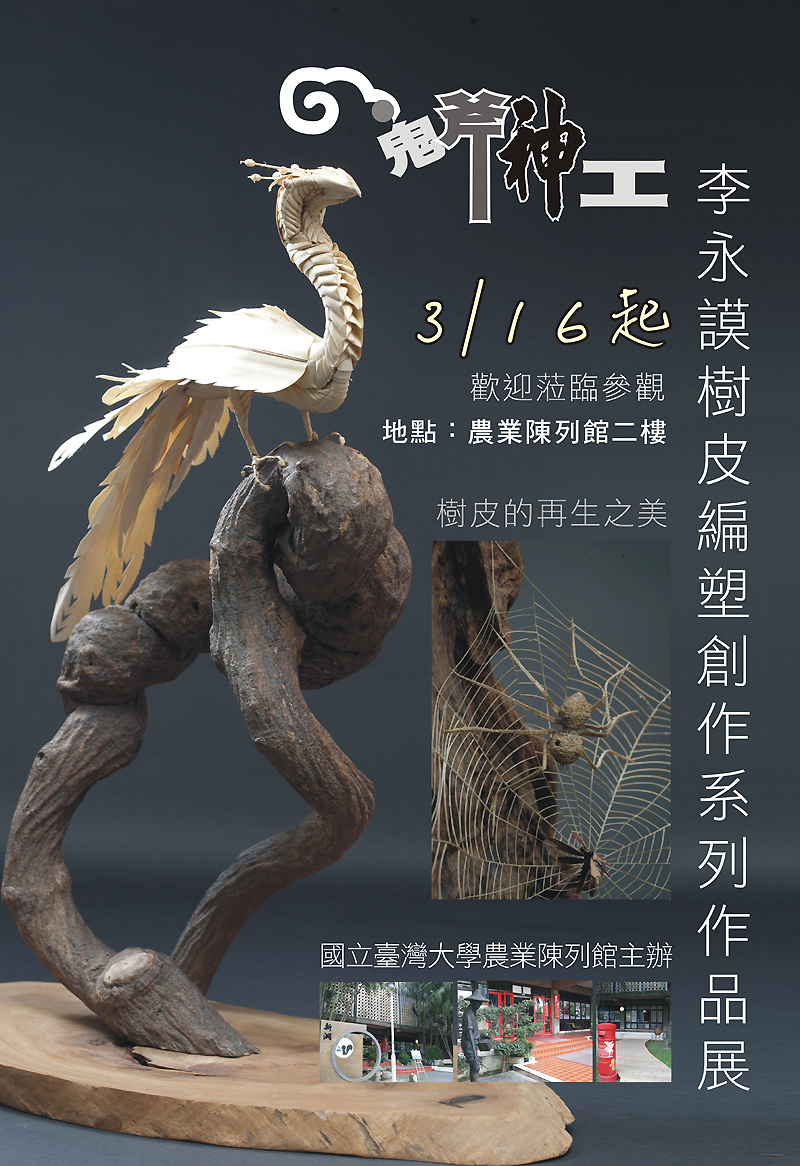 鬼斧神工
李永謨樹皮編塑創作系列作品展
3/16起
歡迎蒞臨參觀
地點：農業陳列館二樓
樹皮的再生之美
國立臺灣大學農業陳列館主辦
新洞